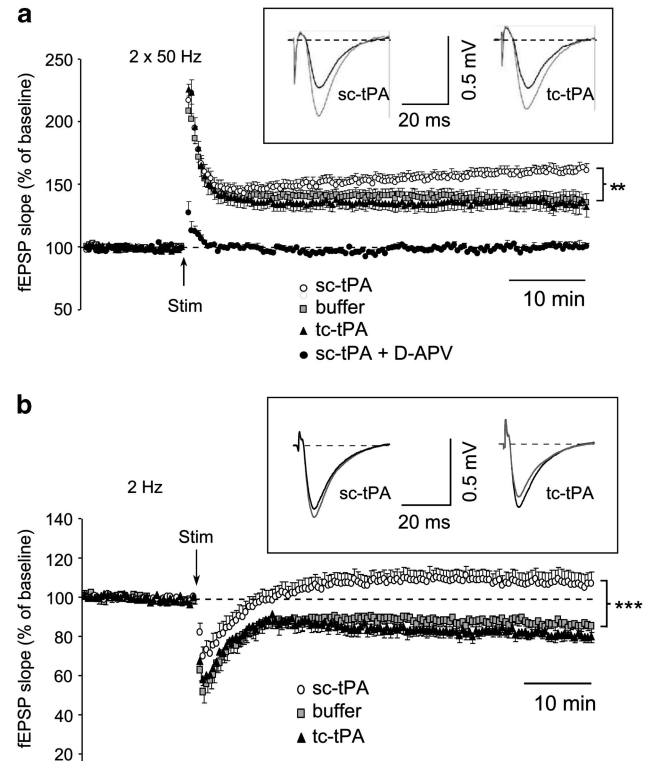 a
2 x 50 Hz
sc-tPA
20 ms
0.5 mV
tc-tPA
fEPSP slope (% of baseline)
250
200
150
100
50
**
Stim
10 min
sc-tPA
buffer
tc-tPA
sc-tPA + D-APV
b
2 Hz
sc-tPA
20 ms
0.5 mV
tc-tPA
fEPSP slope (% of baseline)
140
120
100
80
60
40
20
Stim
***
10 min
sc-tPA
buffer
tc-tPA